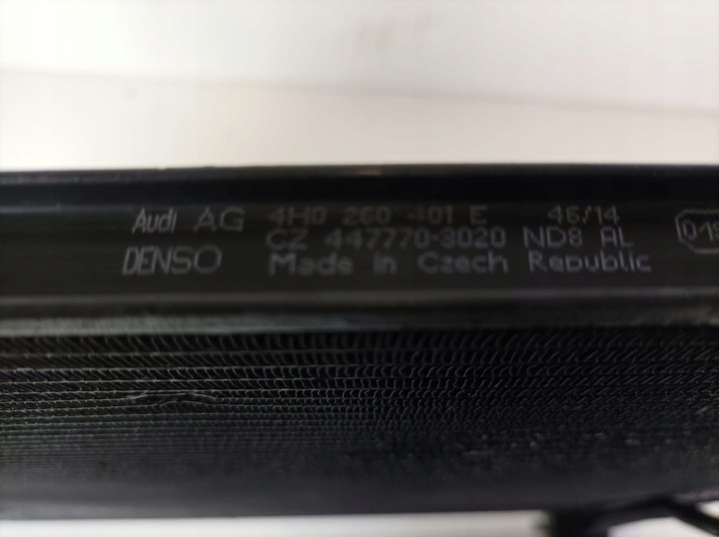 Audi AG 4H0 260 401 E 46/14
CZ 447770-3020 ND8 AL
DENSO Made in Czech Republic